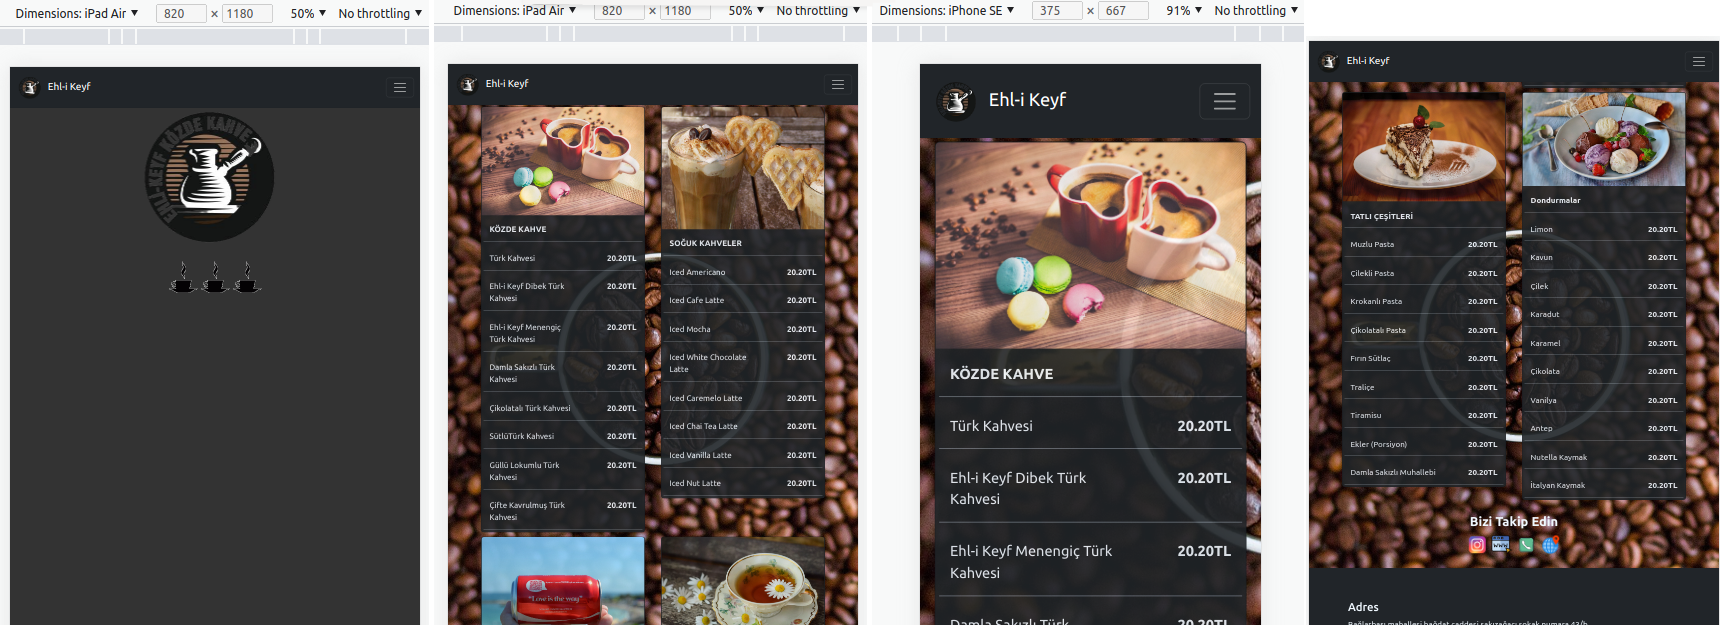 Dimensions: iPad Air ▼ 820 × 1180 50% ▼ No throttling ▼
Ehl-i Keyf
EHL-İ KEYF KÖZDE KAHVE
Dimensions: iPad Air ▼ 820 × 1180 50% ▼ No throttling ▼
Ehl-i Keyf
KÖZDE KAHVE
Türk Kahvesi 20.20TL
Ehl-i Keyf Dibek Türk 20.20TL
Kahvesi
Ehl-i Keyf Menengiç 20.20TL
Türk Kahvesi
Damla Sakızlı Türk 20.20TL
Kahvesi
Çikolatalı Türk Kahvesi 20.20TL
SütlüTürk Kahvesi 20.20TL
Güllü Lokumlu Türk 20.20TL
Kahvesi
Çifte Kavrulmuş Türk 20.20TL
Kahvesi
"Love is the way"
SOĞUK KAHVELER
Iced Americano 20.20TL
Iced Cafe Latte 20.20TL
Iced Mocha 20.20TL
Iced White Chocolate 20.20TL
Latte
Iced Caremelo Latte 20.20TL
Iced Chai Tea Latte 20.20TL
Iced Vanilla Latte 20.20TL
Iced Nut Latte 20.20TL
Dimensions: iPhone SE ▼ 375 × 667 91% ▼ No throttling ▼
Ehl-i Keyf
KÖZDE KAHVE
Türk Kahvesi 20.20TL
Ehl-i Keyf Dibek Türk 20.20TL
Kahvesi
Ehl-i Keyf Menengiç Türk 20.20TL
Kahvesi
Damla Sakızlı Türk 20.20TL
Ehl-i Keyf
TATLI ÇEŞİTLERİ
Muzlu Pasta 20.20TL
Çilekli Pasta 20.20TL
Krokanlı Pasta 20.20TL
Çikolatalı Pasta 20.20TL
Fırın Sütlaç 20.20TL
Traliçe 20.20TL
Tiramisu 20.20TL
Ekler (Porsiyon) 20.20TL
Damla Sakızlı Muhallebi 20.20TL
Dondurmalar
Limon 20.20TL
Kavun 20.20TL
Çilek 20.20TL
Karadut 20.20TL
Karamel 20.20TL
Çikolata 20.20TL
Vanilya 20.20TL
Antep 20.20TL
Nutella Kaymak 20.20TL
İtalyan Kaymak 20.20TL
Bizi Takip Edin
WWW
Adres
Bağlarbaşı mahallesi bağdat caddesi sakızağacı sokak numara 43/b